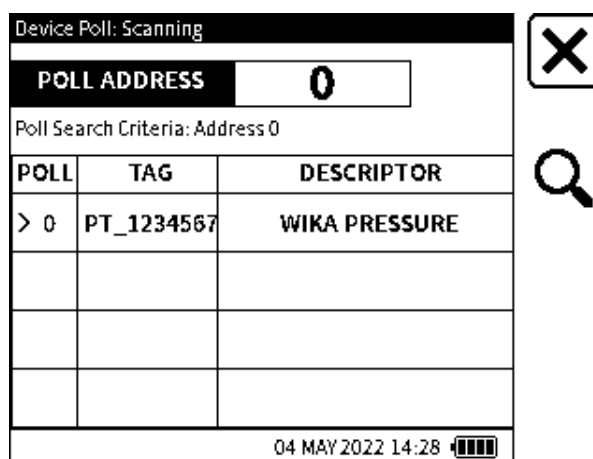 Device Poll: Scanning
POLL ADDRESS 0
Poll Search Criteria: Address 0
POLL TAG DESCRIPTOR
> 0 PT_1234567 WIKA PRESSURE
04 MAY 2022 14:28